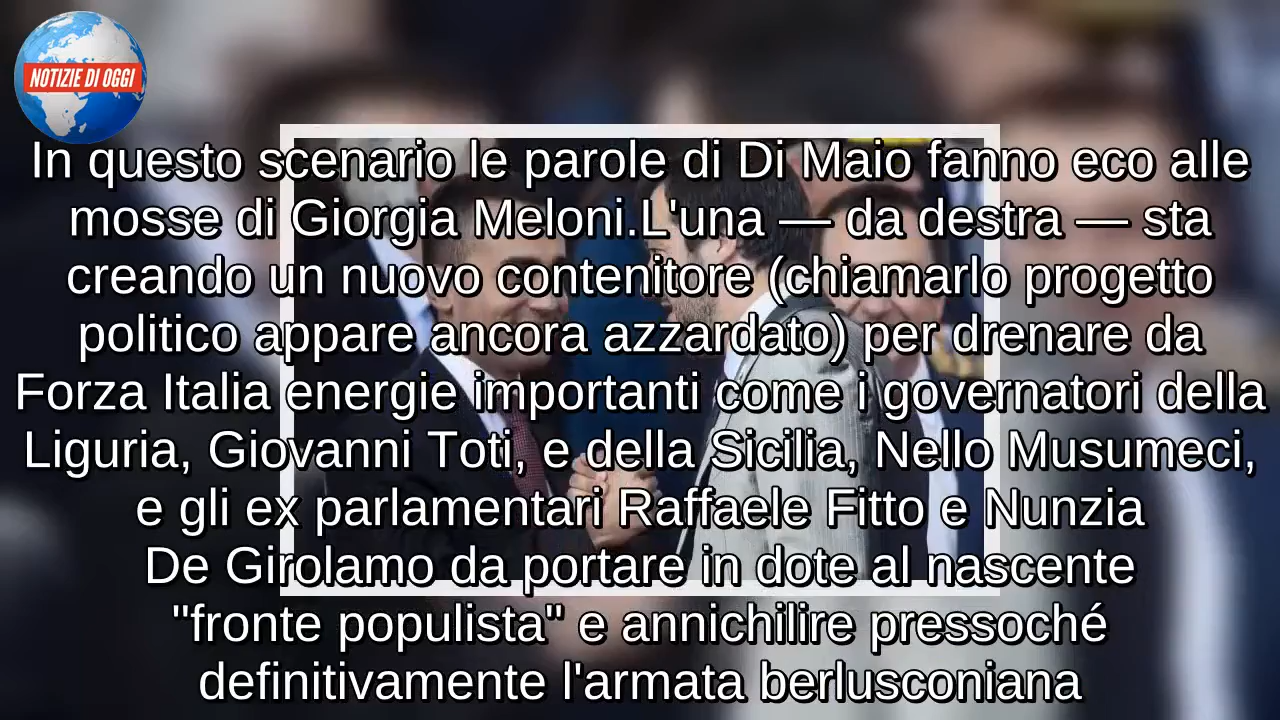 NOTIZIE DI OGGI
In questo scenario le parole di Di Maio fanno eco alle
mosse di Giorgia Meloni.L'una — da destra — sta
creando un nuovo contenitore (chiamarlo progetto
politico appare ancora azzardato) per drenare da
Forza Italia energie importanti come i governatori della
Liguria, Giovanni Toti, e della Sicilia, Nello Musumeci,
e gli ex parlamentari Raffaele Fitto e Nunzia
De Girolamo da portare in dote al nascente
"fronte populista" e annichilire pressoché
definitivamente l'armata berlusconiana